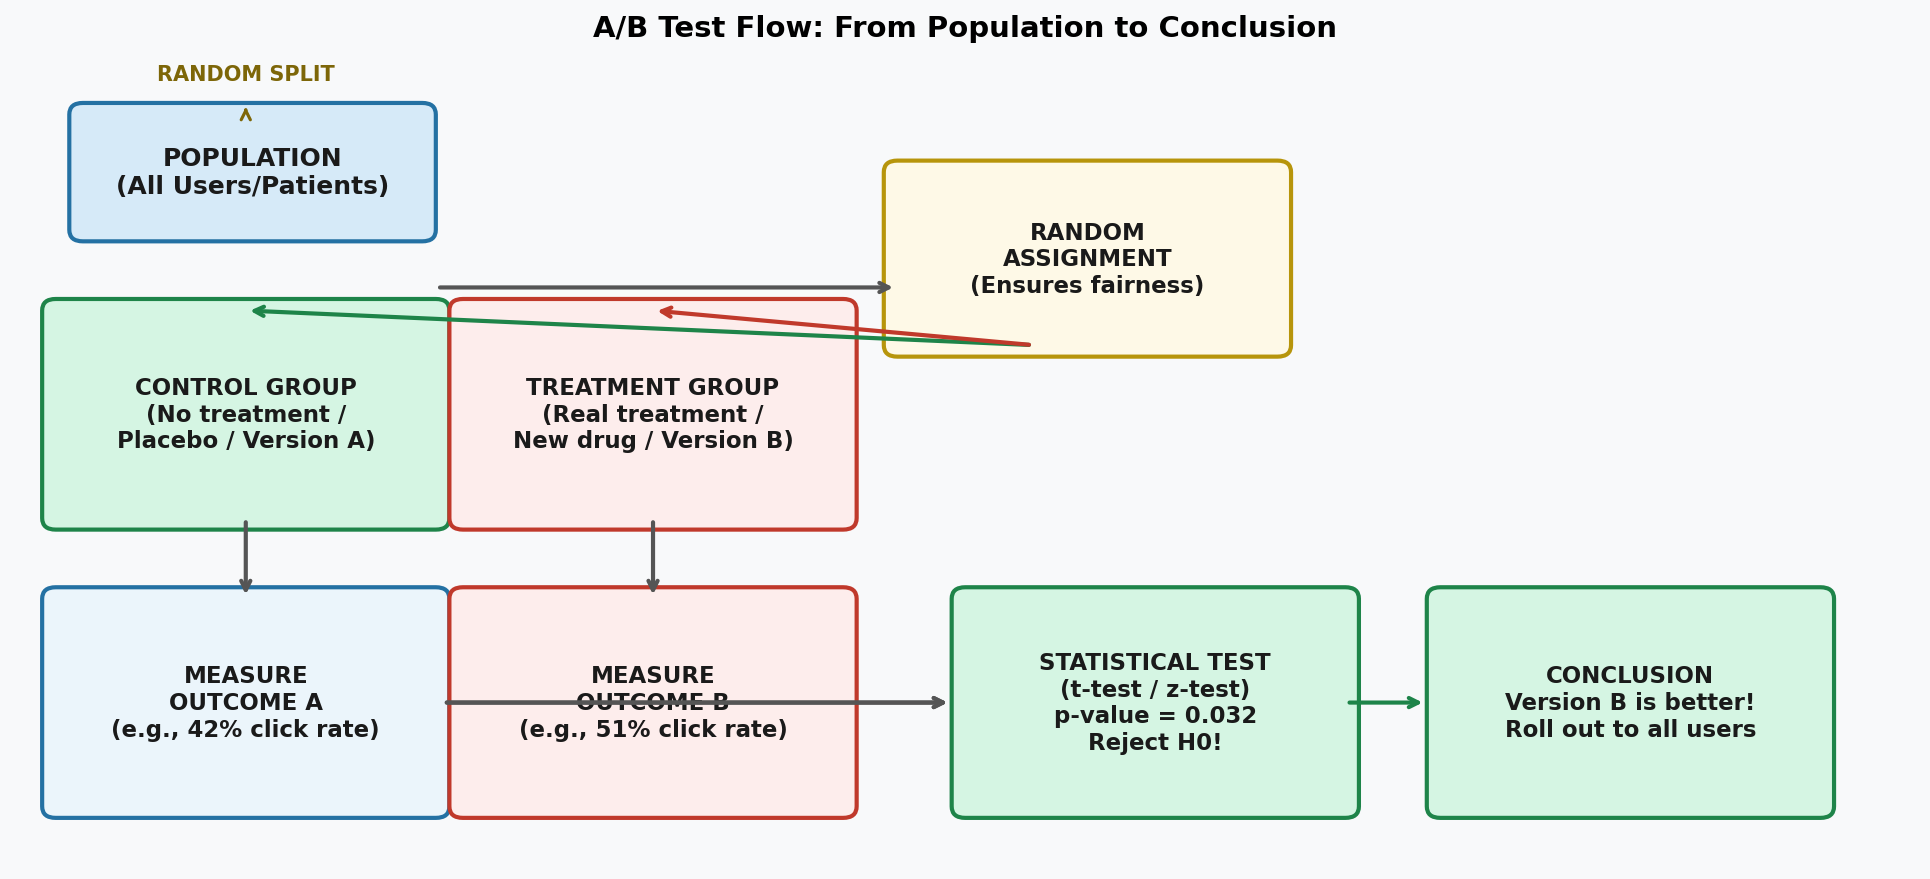 A/B Test Flow: From Population to Conclusion
RANDOM SPLIT
POPULATION
(All Users/Patients)
RANDOM
ASSIGNMENT
(Ensures fairness)
CONTROL GROUP
(No treatment /
Placebo / Version A)
TREATMENT GROUP
(Real treatment /
New drug / Version B)
MEASURE
OUTCOME A
(e.g., 42% click rate)
MEASURE
OUTCOME B
(e.g., 51% click rate)
STATISTICAL TEST
(t-test / z-test)
p-value = 0.032
Reject H0!
CONCLUSION
Version B is better!
Roll out to all users